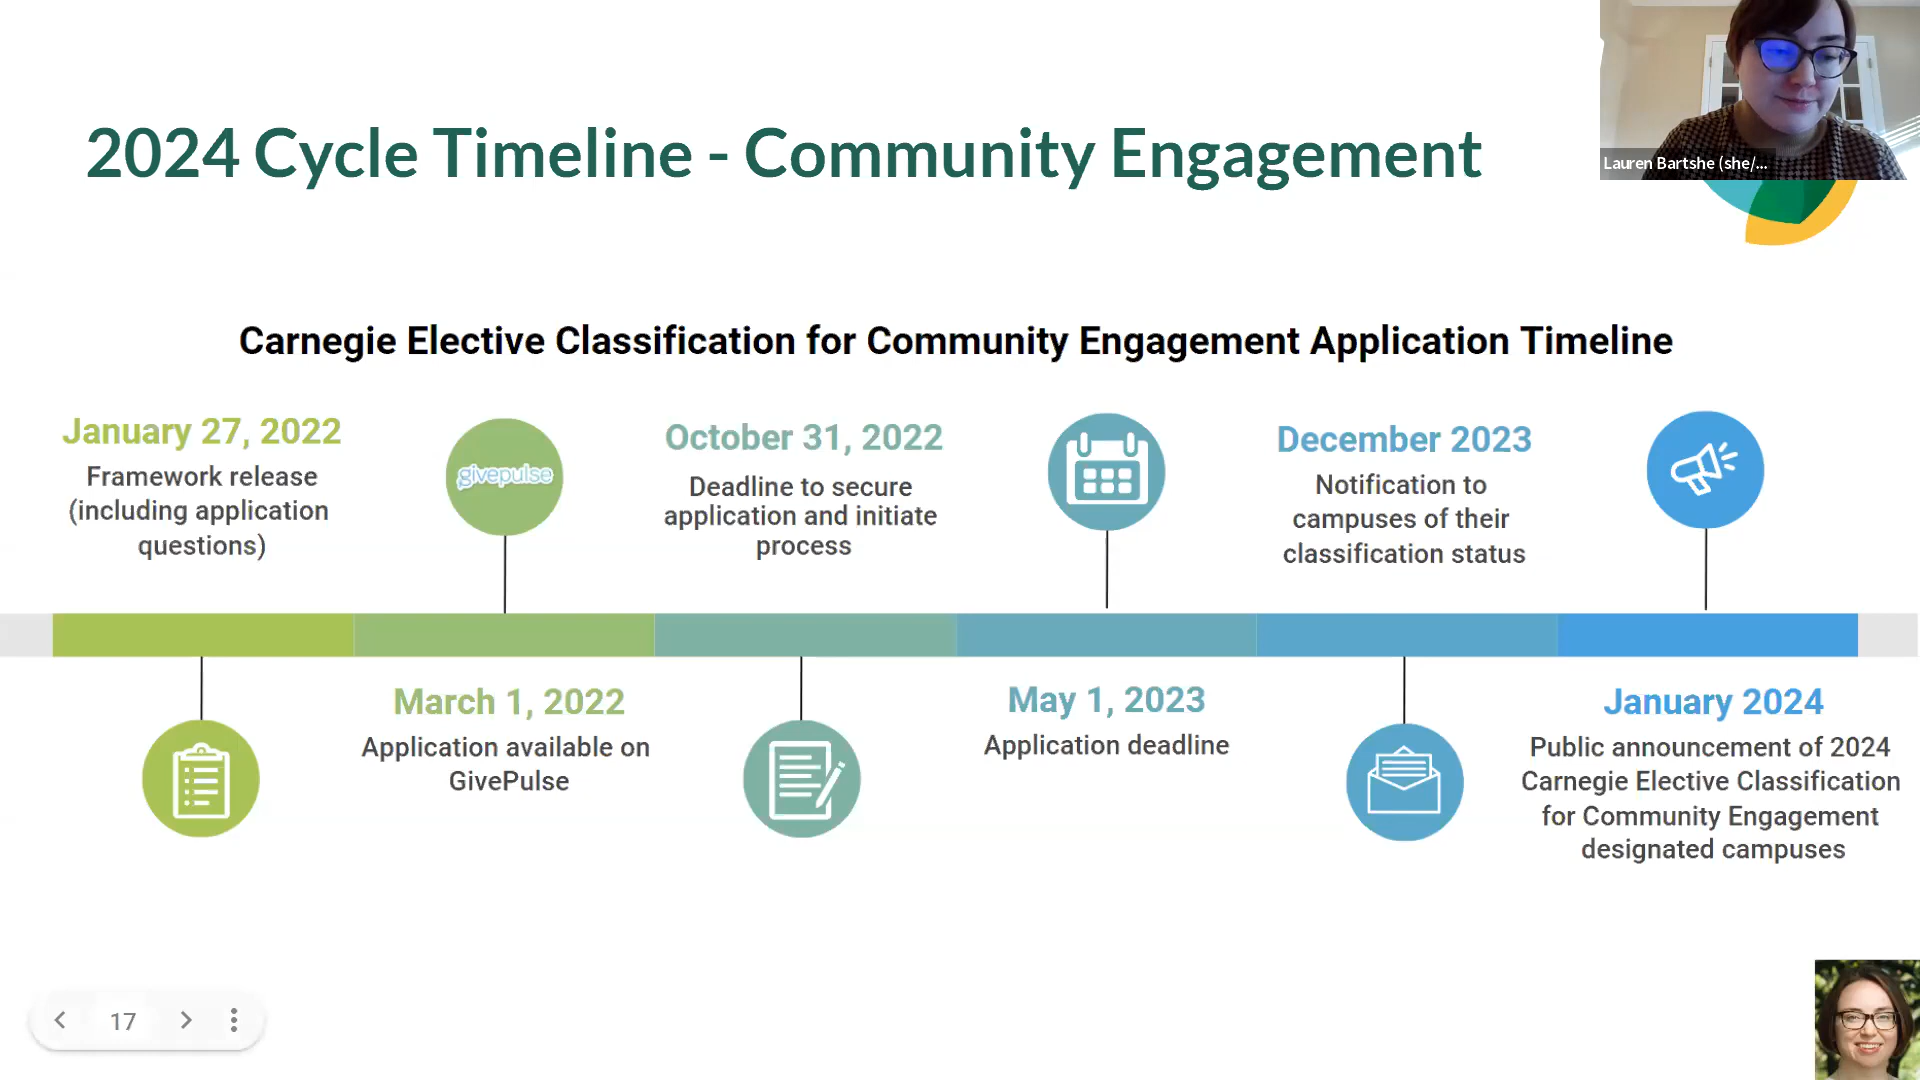 Lauren Bartshe (she/...
2024 Cycle Timeline - Community Engagement
Carnegie Elective Classification for Community Engagement Application Timeline
January 27, 2022
Framework release
(including application
questions)
givepulse
October 31, 2022
Deadline to secure
application and initiate
process
December 2023
Notification to
campuses of their
classification status
March 1, 2022
Application available on
GivePulse
May 1, 2023
Application deadline
January 2024
Public announcement of 2024
Carnegie Elective Classification
for Community Engagement
designated campuses
17